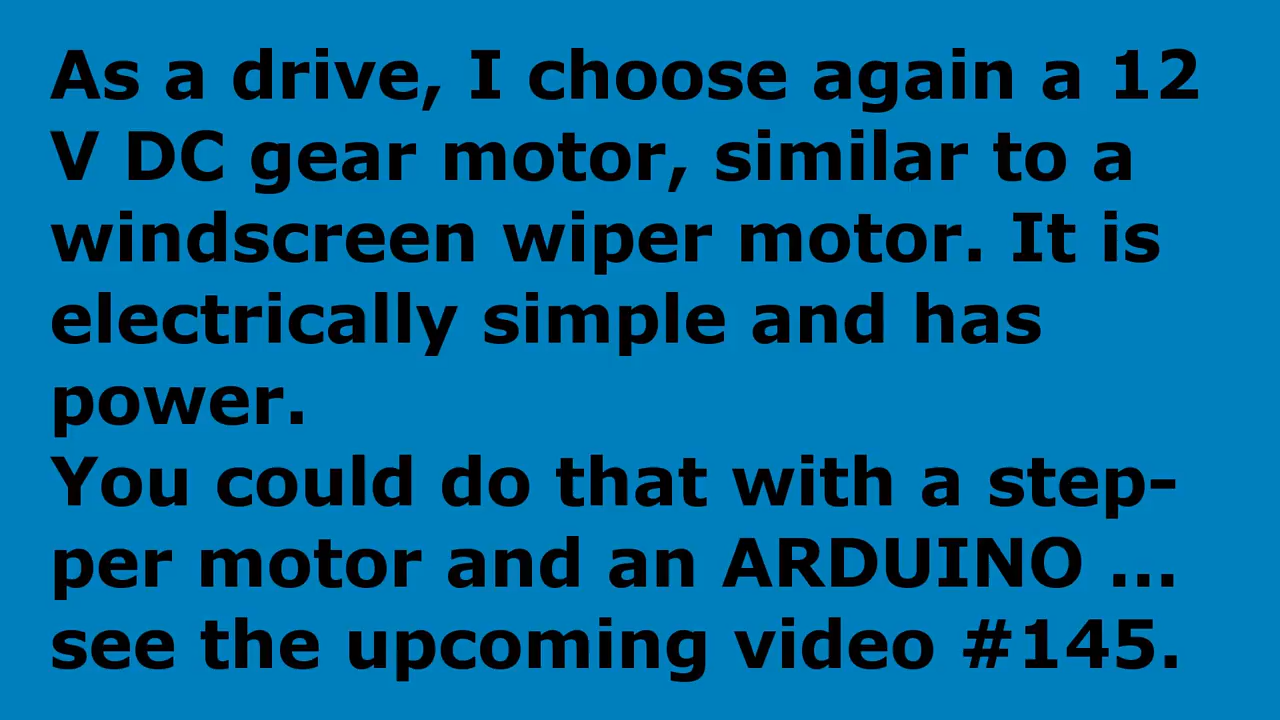 As a drive, I choose again a 12
V DC gear motor, similar to a
windscreen wiper motor. It is
electrically simple and has
power.
You could do that with a step-
per motor and an ARDUINO ...
see the upcoming video #145.